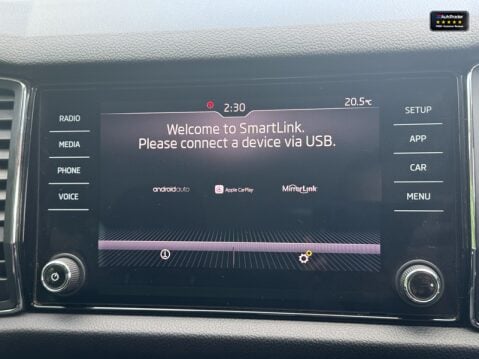 AutoTrader
2:30
20.5°C
Welcome to SmartLink.
Please connect a device via USB.
androidauto
Apple CarPlay
MirrorLink
RADIO
MEDIA
PHONE
VOICE
SETUP
APP
CAR
MENU